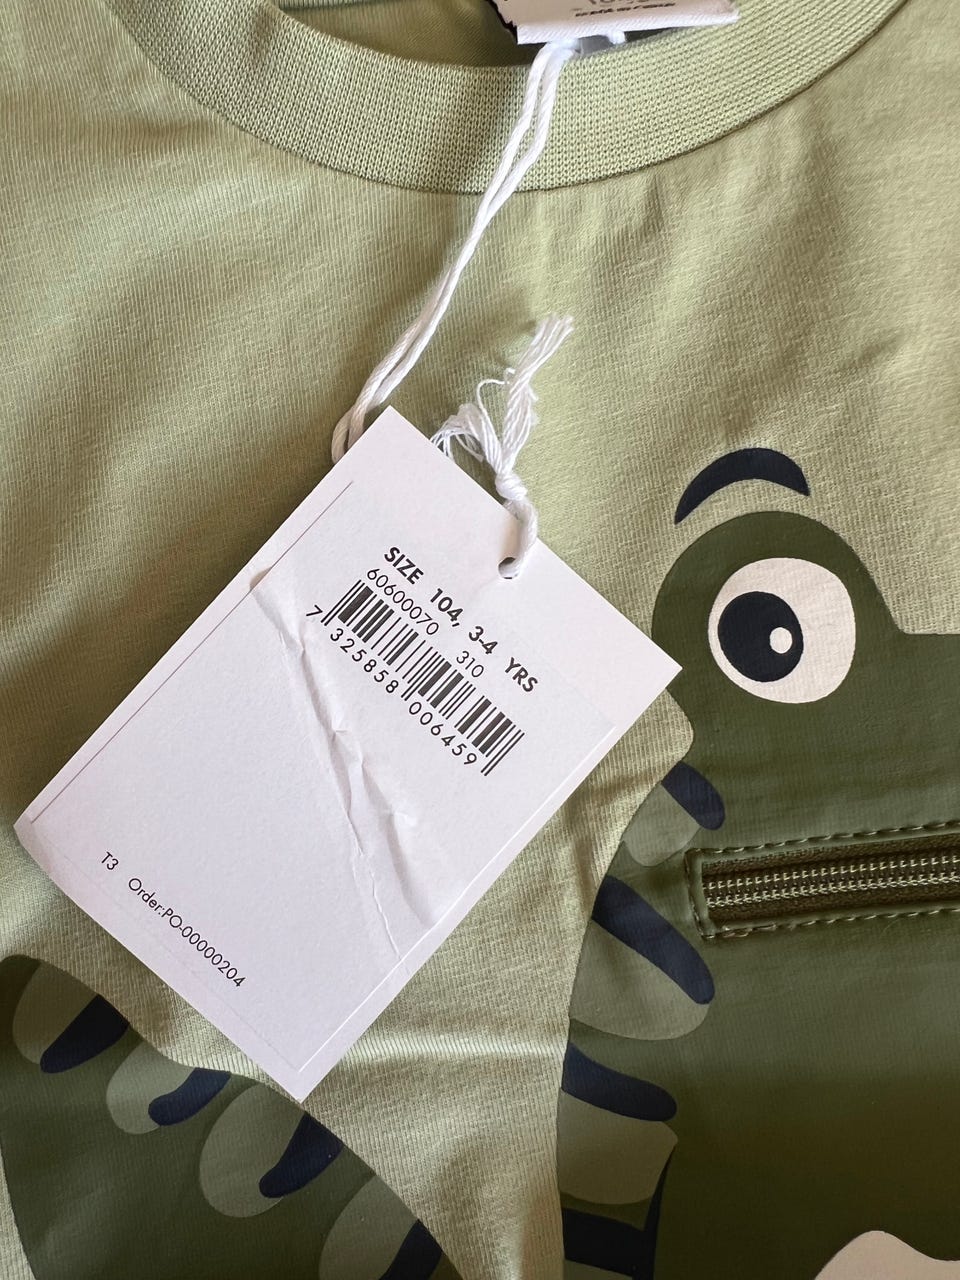 SIZE 104, 3-4 YRS
60600070 310
7 325858 006459
T3 Order:PO-00000204